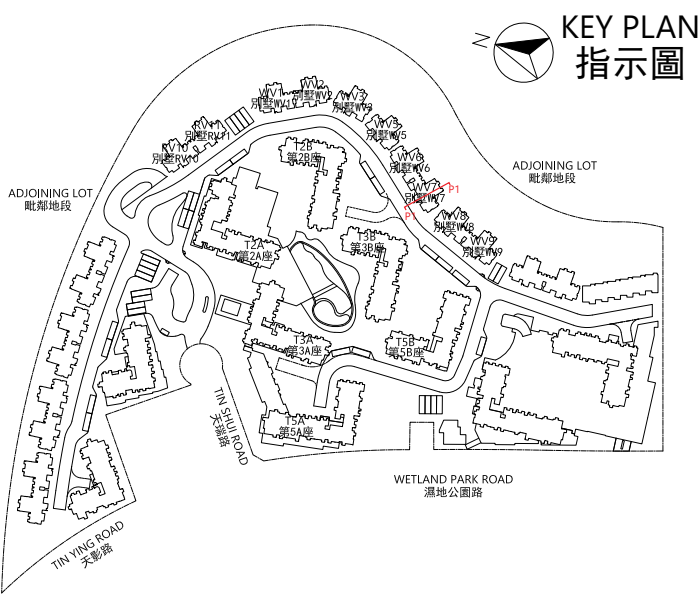 KEY PLAN
指示圖
N
WV1
別墅WV1
WV2
別墅WV2
WV3
別墅WV3
RV11
別墅RV11
RV10
別墅RV10
WV5
別墅WV5
WV6
別墅WV6
WV7
別墅WV7
P1
P1
WV8
別墅WV8
WV9
別墅WV9
ADJOINING LOT
毗鄰地段
ADJOINING LOT
毗鄰地段
T2B
第2B座
T2A
第2A座
T3B
第3B座
T3A
第3A座
T5B
第5B座
T5A
第5A座
TIN SHUI ROAD
天瑞路
WETLAND PARK ROAD
濕地公園路
TIN YING ROAD
天影路